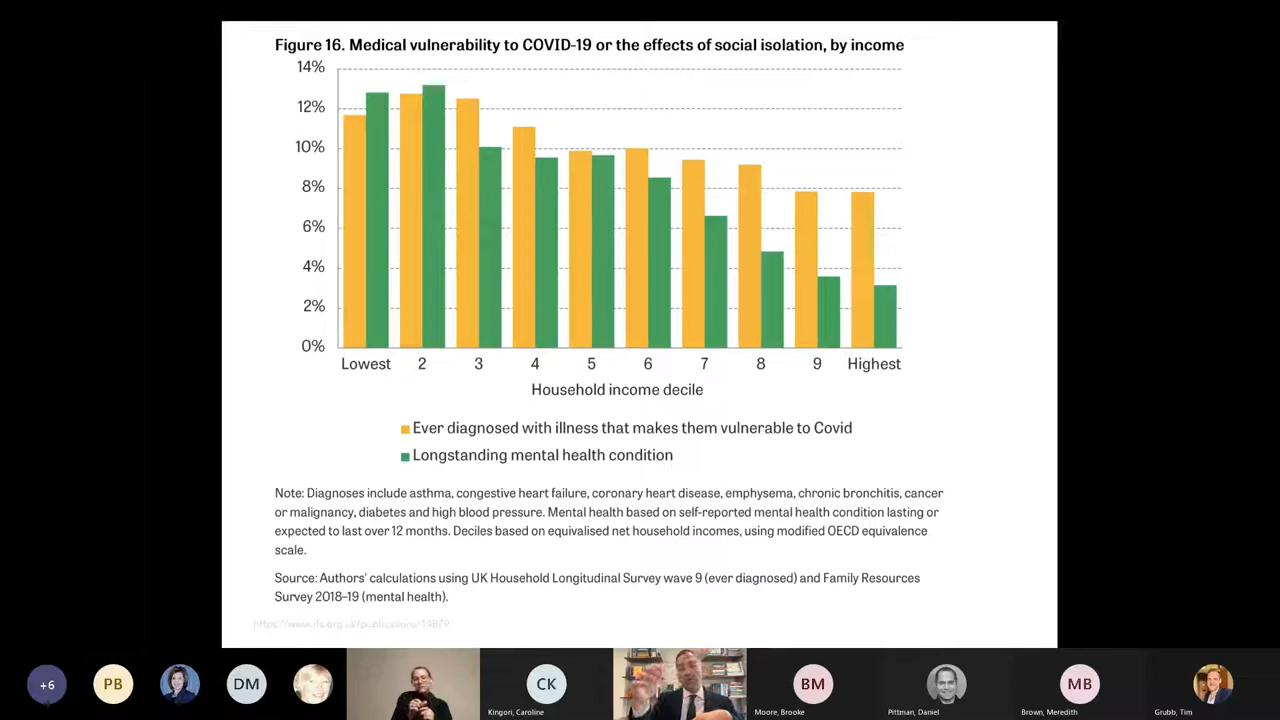 Figure 16. Medical vulnerability to COVID-19 or the effects of social isolation, by income
14%
12%
10%
8%
6%
4%
2%
0%
Lowest 2 3 4 5 6 7 8 9 Highest
Household income decile
Ever diagnosed with illness that makes them vulnerable to Covid
Longstanding mental health condition
Note: Diagnoses include asthma, congestive heart failure, coronary heart disease, emphysema, chronic bronchitis, cancer
or malignancy, diabetes and high blood pressure. Mental health based on self-reported mental health condition lasting or
expected to last over 12 months. Deciles based on equivalised net household incomes, using modified OECD equivalence
scale.
Source: Authors' calculations using UK Household Longitudinal Survey wave 9 (ever diagnosed) and Family Resources
Survey 2018–19 (mental health).
https://www.ifs.org.uk/publications/14879
+6 PB DM CK BM MB
Kingori, Caroline Moore, Brooke Pittman, Daniel Brown, Meredith Grubb, Tim